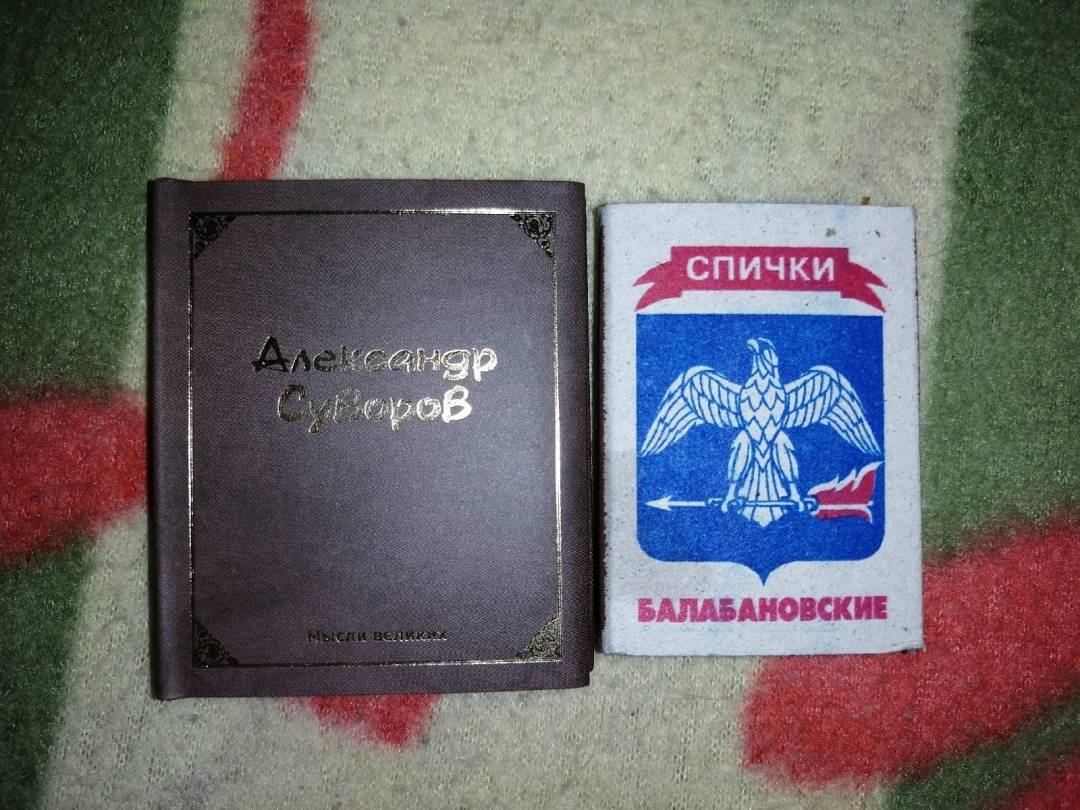 Александр
Суворов
Мысли великих
СПИЧКИ
БАЛАБАНОВСКИЕ